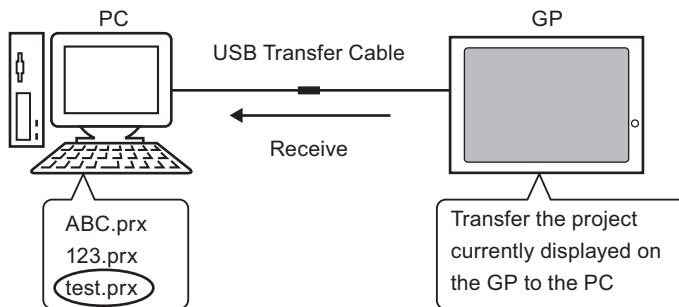 PC
GP
USB Transfer Cable
Receive
ABC.prx
123.prx
test.prx
Transfer the project
currently displayed on
the GP to the PC